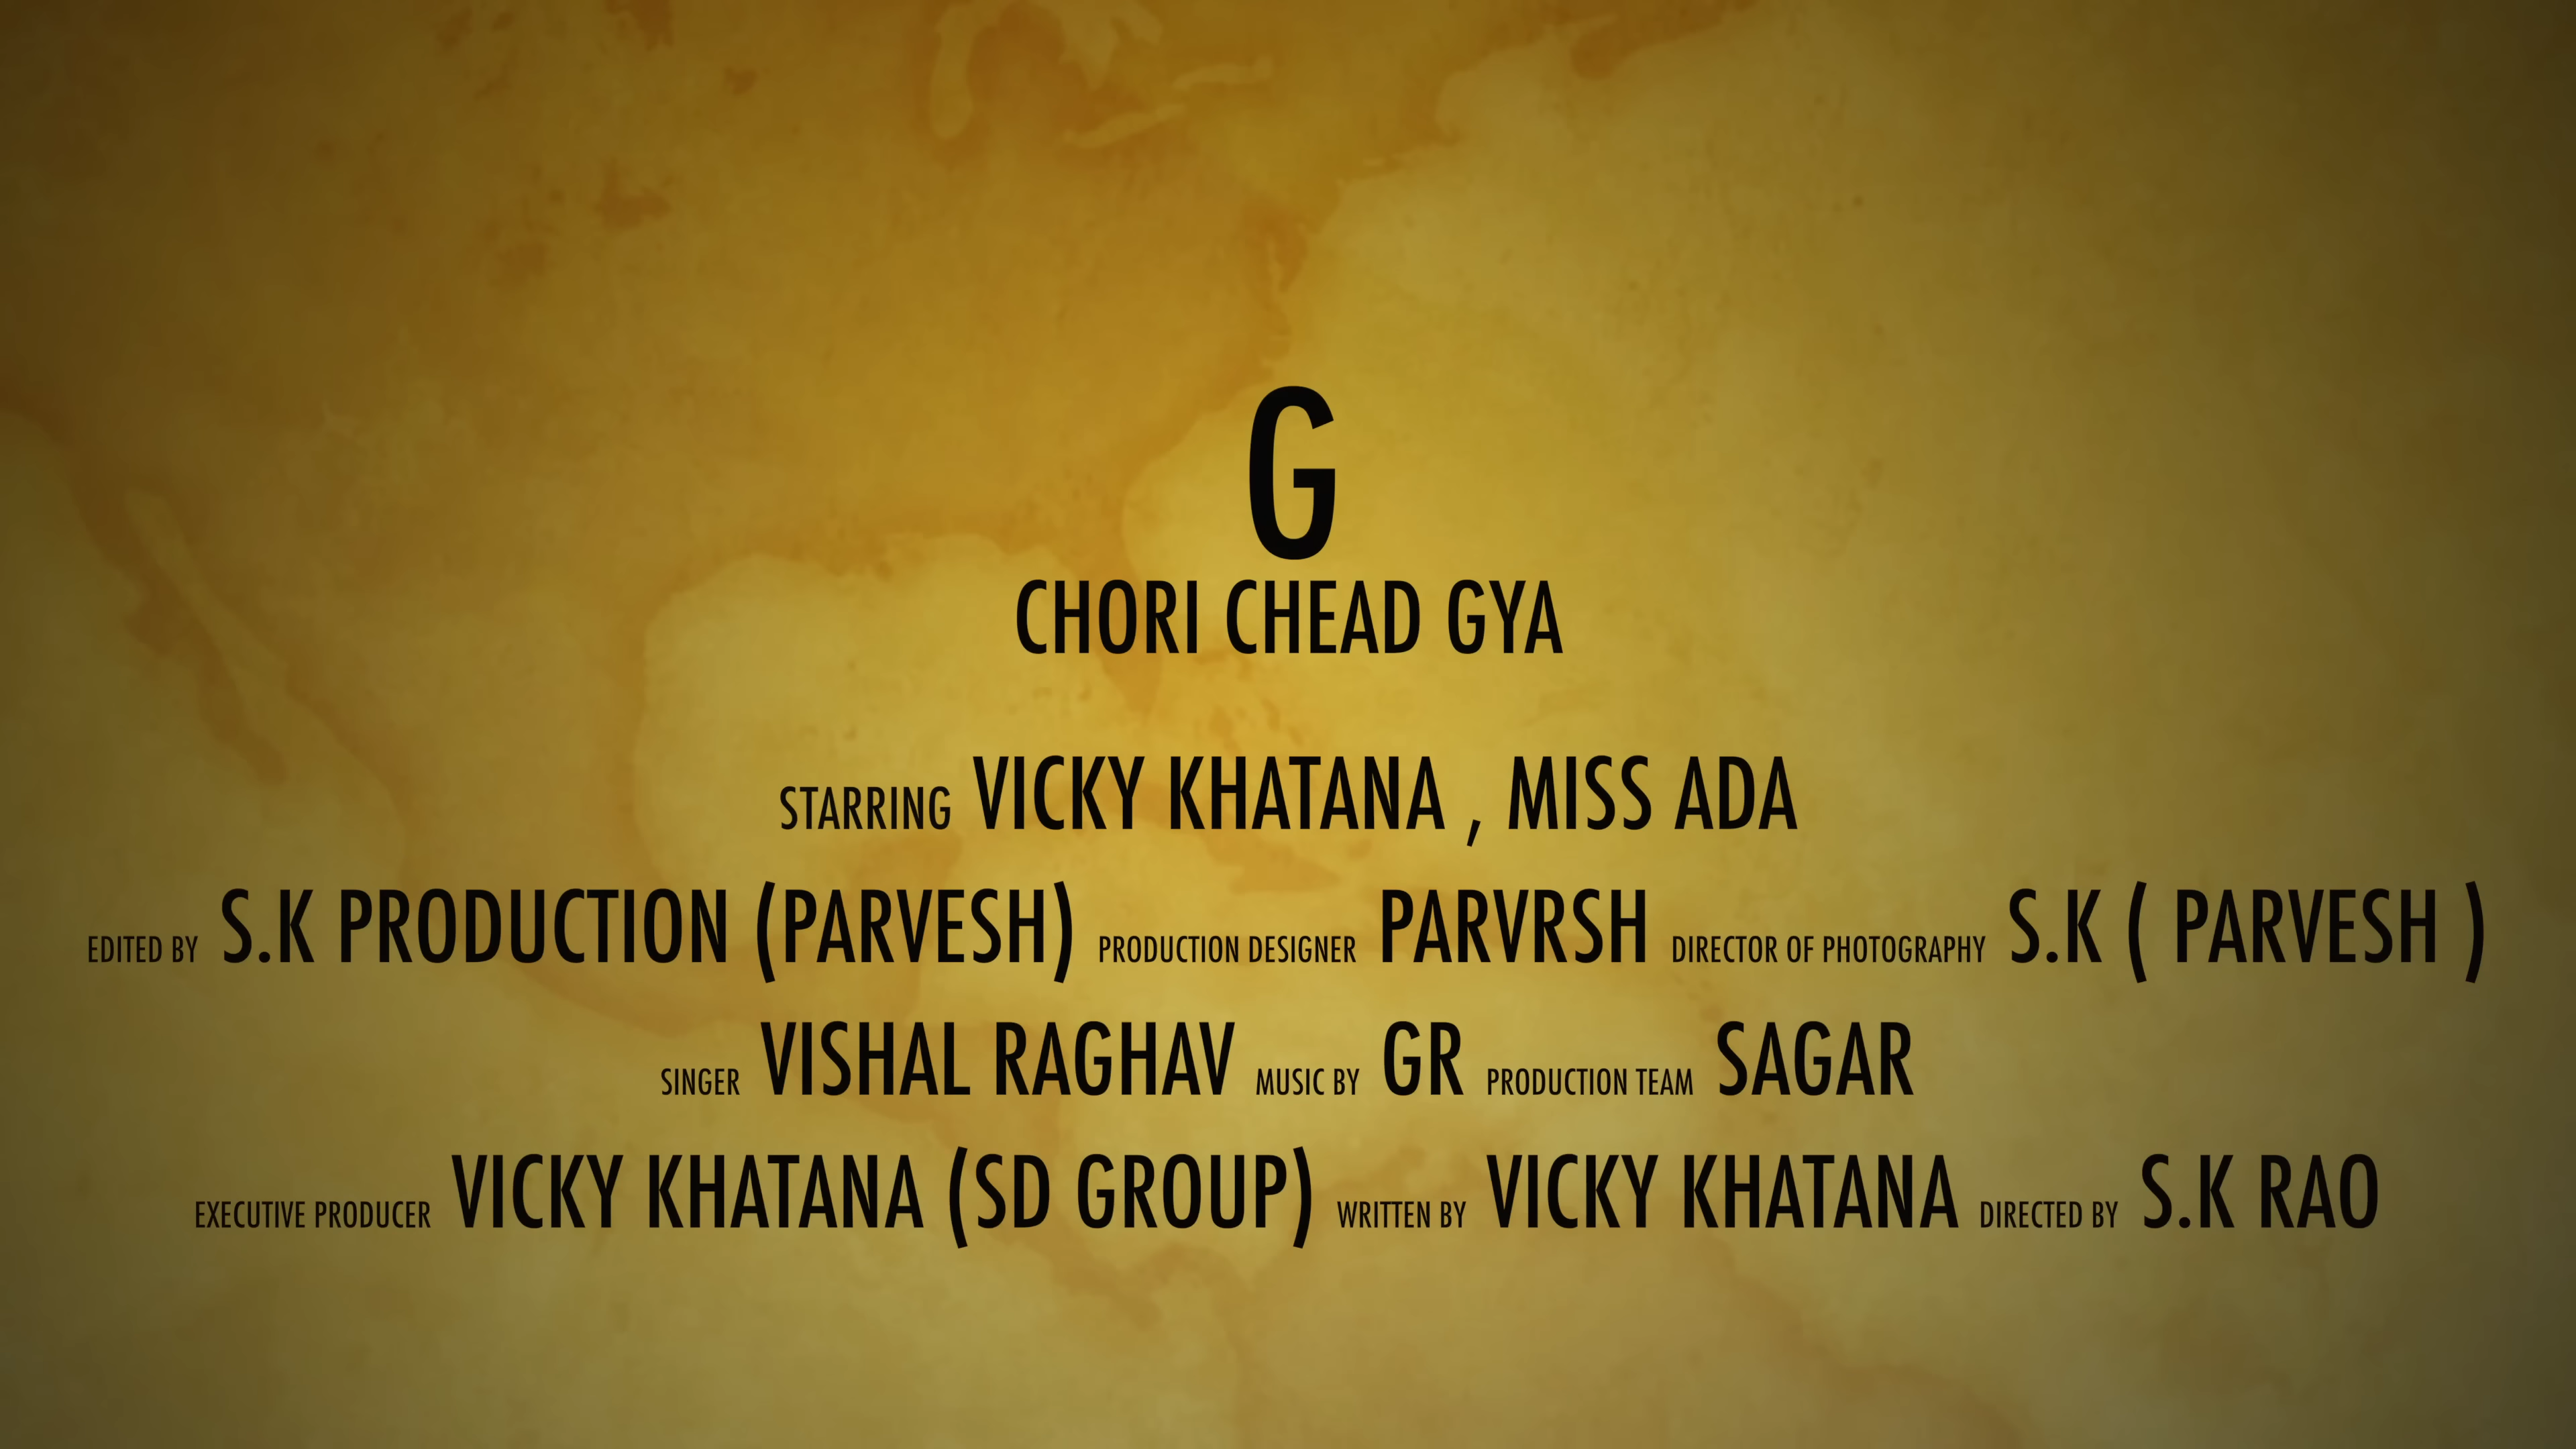 G
CHORI CHEAD GYA
STARRING VICKY KHATANA , MISS ADA
EDITED BY S.K PRODUCTION (PARVESH) PRODUCTION DESIGNER PARVRSH DIRECTOR OF PHOTOGRAPHY S.K ( PARVESH )
SINGER VISHAL RAGHAV MUSIC BY GR PRODUCTION TEAM SAGAR
EXECUTIVE PRODUCER VICKY KHATANA (SD GROUP) WRITTEN BY VICKY KHATANA DIRECTED BY S.K RAO